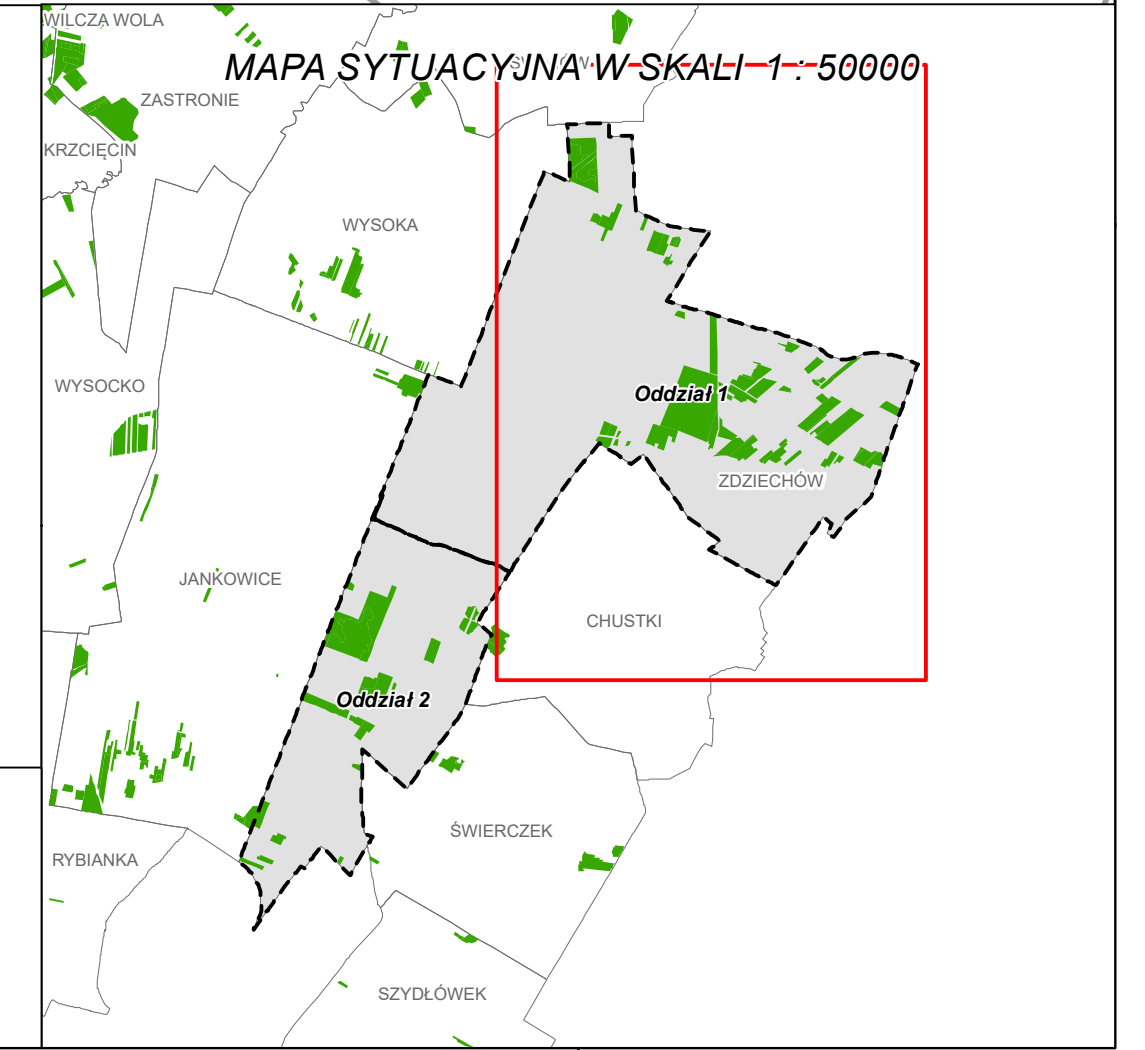 WILCZA WOLA
MAPA SYTUACYJNA W SKALI 1 : 50000
ZASTRONIE
KRZCIĘCIN
WYSOKA
WYSOCKO
Oddział 1
ZDZIECHÓW
JANKOWICE
CHUSTKI
Oddział 2
ŚWIERCZEK
RYBIANKA
SZYDŁÓWEK